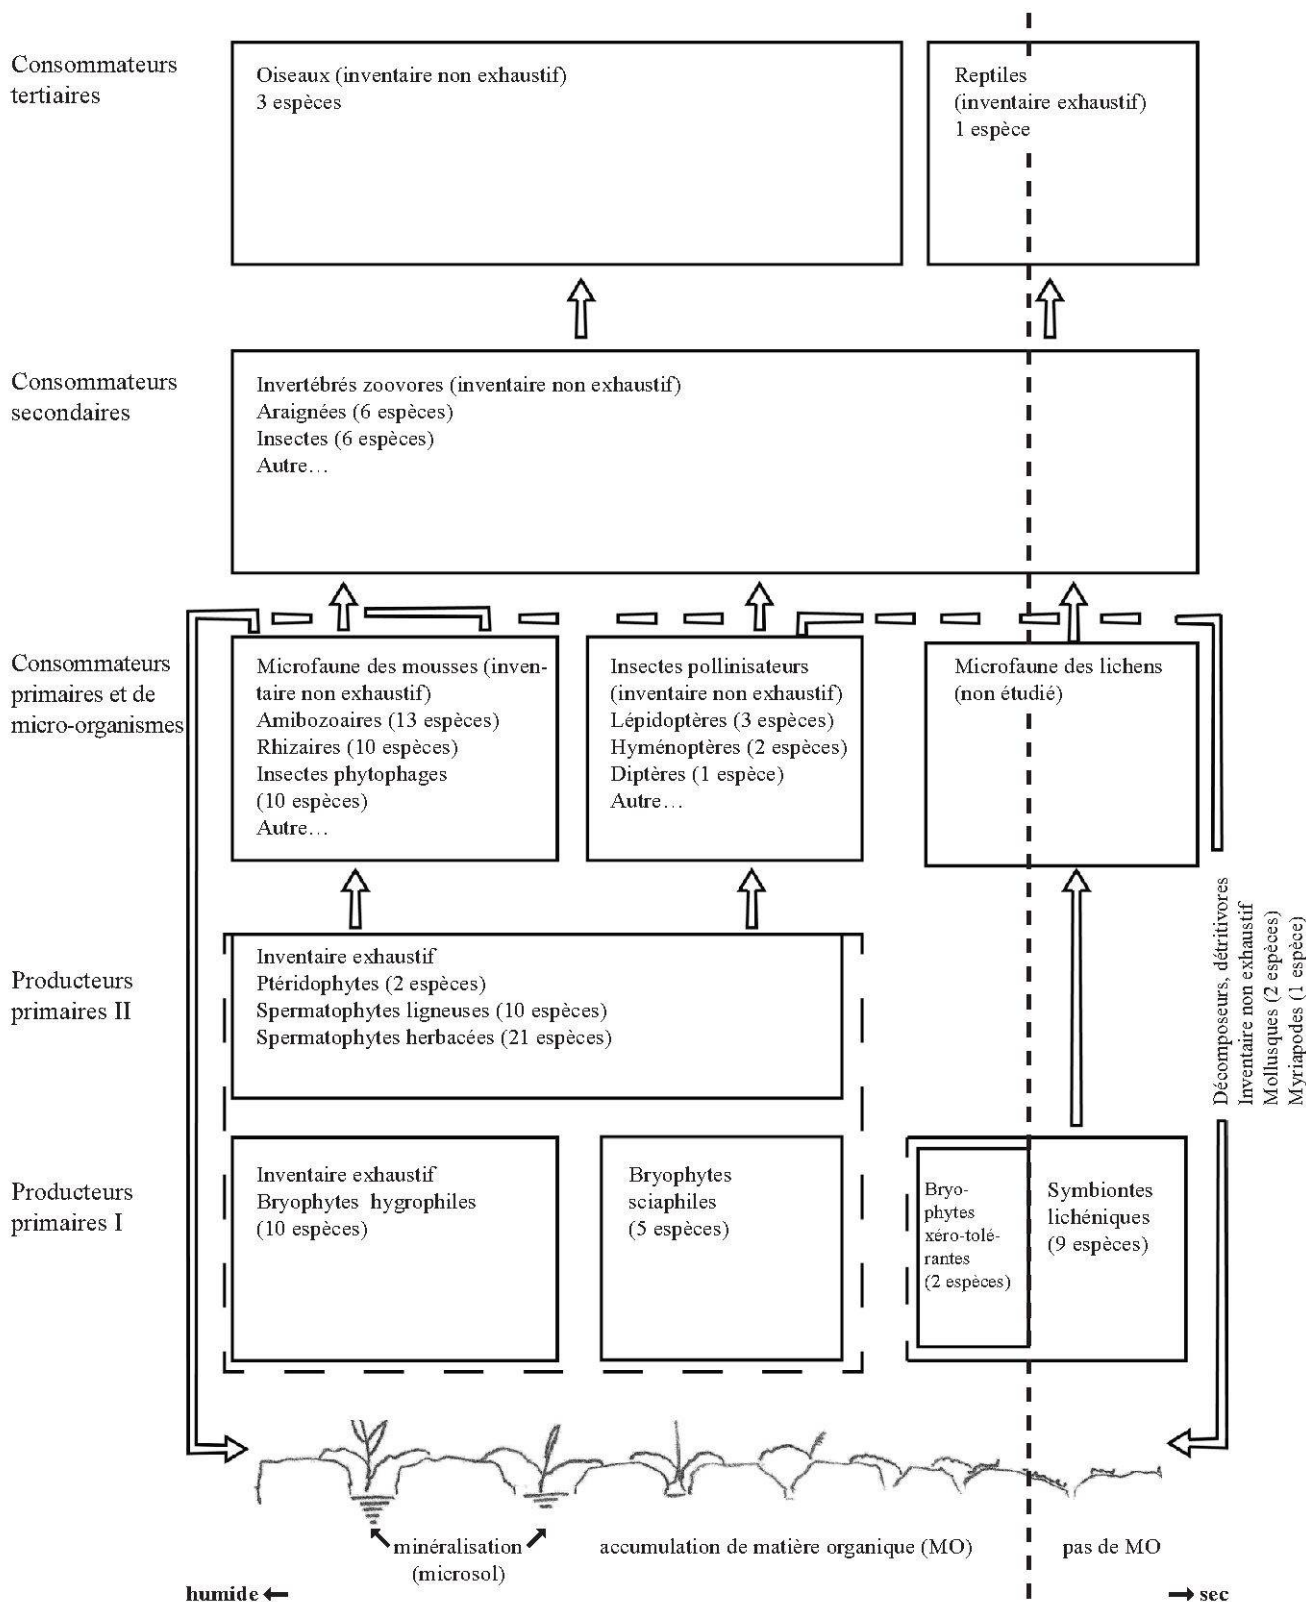 Consommateurs
tertiaires
Oiseaux (inventaire non exhaustif)
3 espèces
Reptiles
(inventaire exhaustif)
1 espèce
Consommateurs
secondaires
Invertébrés zoovores (inventaire non exhaustif)
Araignées (6 espèces)
Insectes (6 espèces)
Autre…
Consommateurs
primaires et de
micro-organismes
Microfaune des mousses (inven-
taire non exhaustif)
Amibozoaires (13 espèces)
Rhizaires (10 espèces)
Insectes phytophages
(10 espèces)
Autre…
Insectes pollinisateurs
(inventaire non exhaustif)
Lépidoptères (3 espèces)
Hyménoptères (2 espèces)
Diptères (1 espèce)
Autre…
Microfaune des lichens
(non étudié)
Décomposeurs, détritivores
Inventaire non exhaustif
Mollusques (2 espèces)
Myriapodes (1 espèce)
Producteurs
primaires II
Inventaire exhaustif
Ptéridophytes (2 espèces)
Spermatophytes ligneuses (10 espèces)
Spermatophytes herbacées (21 espèces)
Producteurs
primaires I
Inventaire exhaustif
Bryophytes hygrophiles
(10 espèces)
Bryophytes
sciaphiles
(5 espèces)
Bryo-
phytes
xéro-tolé-
rantes
(2 espèces)
Symbiontes
lichéniques
(9 espèces)
minéralisation
(microsol)
accumulation de matière organique (MO)
pas de MO
humide
sec